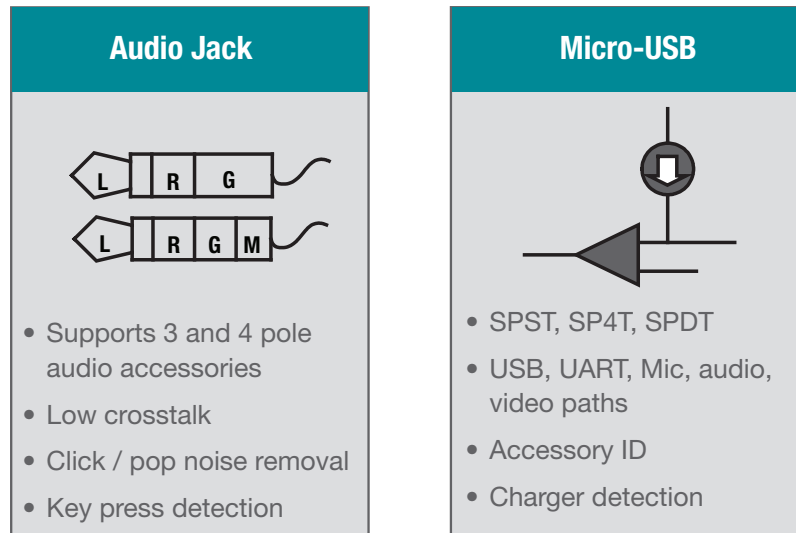 Audio Jack
L R G
L R G M
• Supports 3 and 4 pole
audio accessories
• Low crosstalk
• Click / pop noise removal
• Key press detection
Micro-USB
• SPST, SP4T, SPDT
• USB, UART, Mic, audio,
video paths
• Accessory ID
• Charger detection